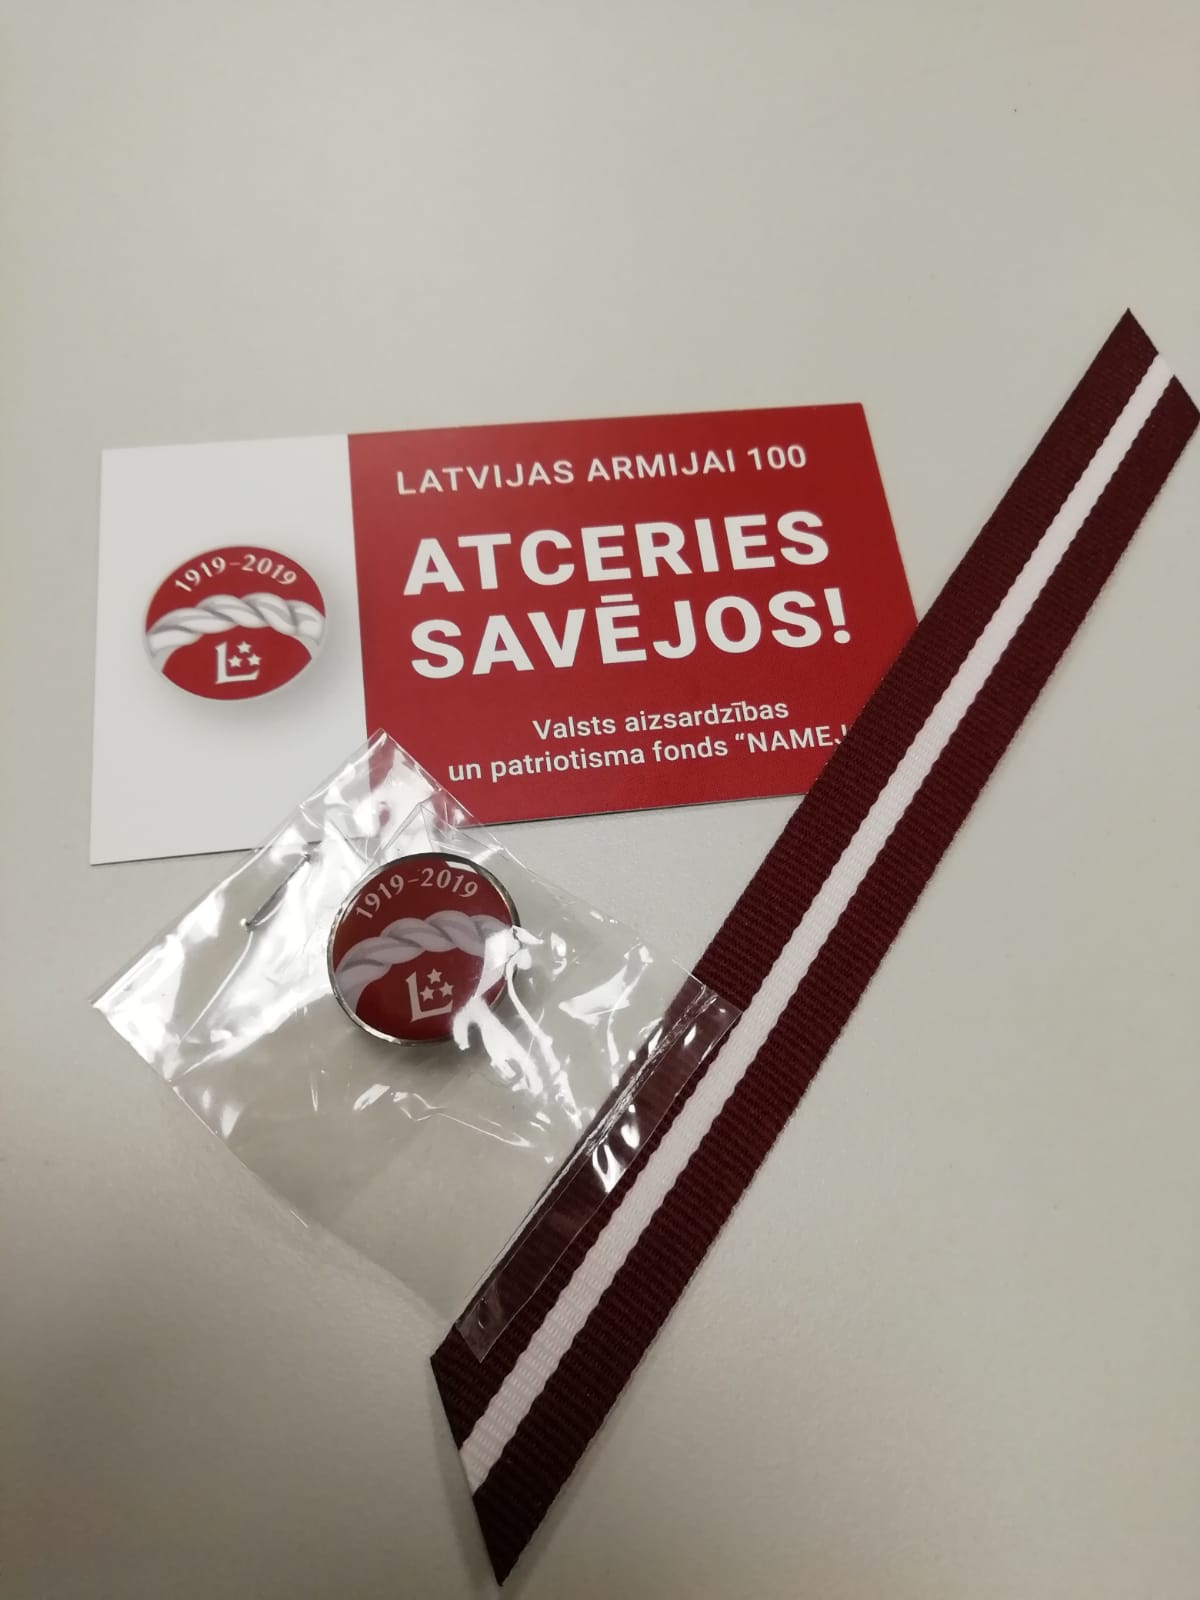 LATVIJAS ARMIJAI 100
ATCERIES
SAVĒJOS!
Valsts aizsardzības
un patriotisma fonds “NAMEJ
1919-2019
L
1919-2019
L